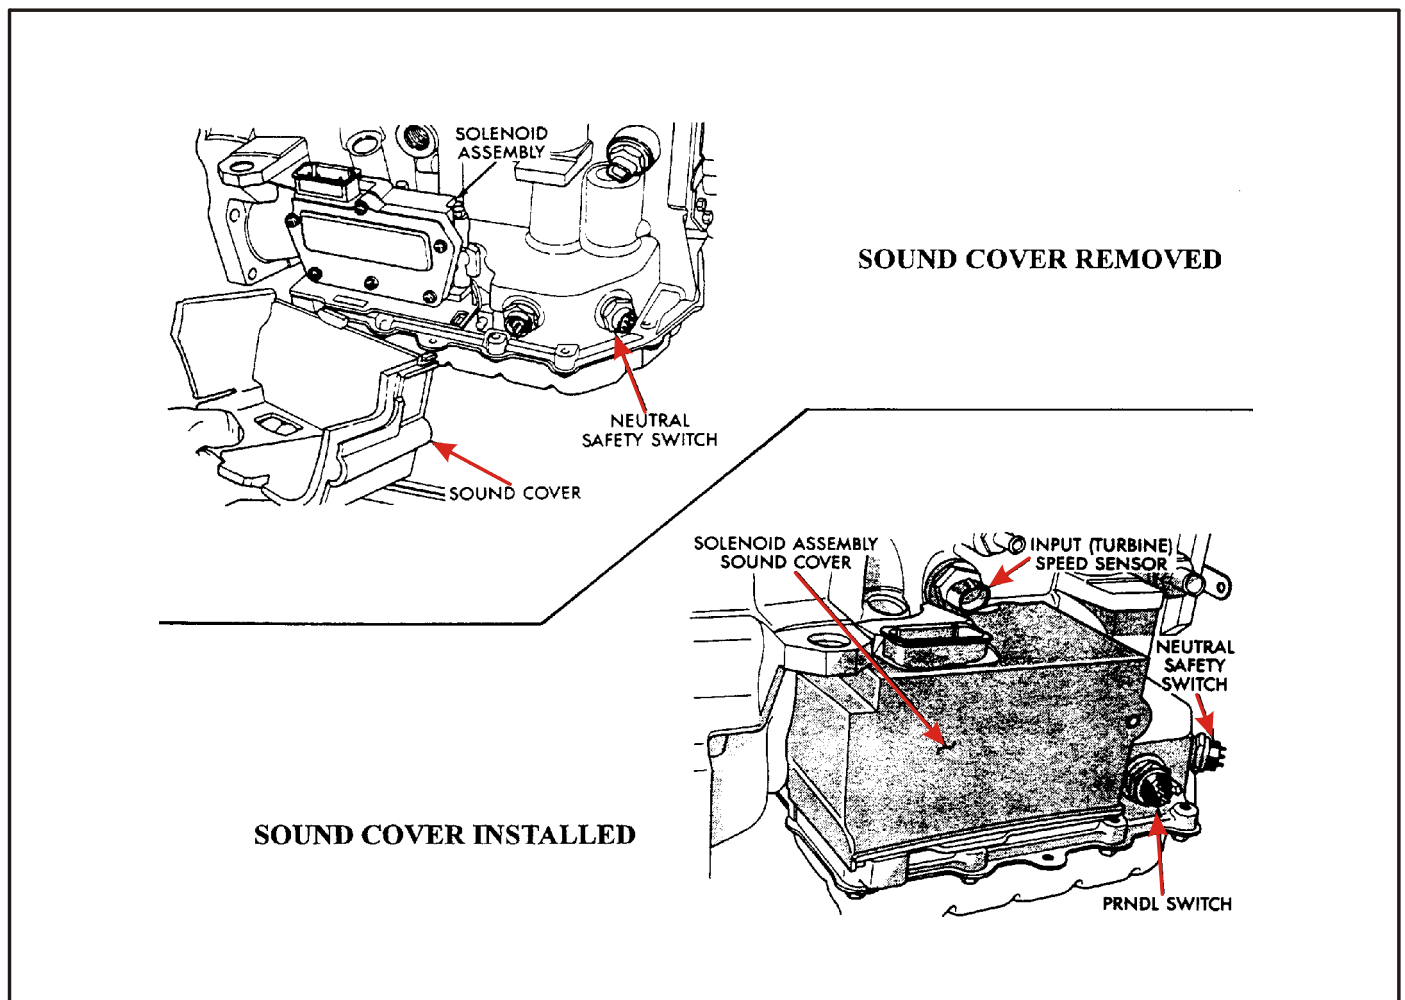 SOLENOID
ASSEMBLY
SOUND COVER REMOVED
NEUTRAL
SAFETY SWITCH
SOUND COVER
SOLENOID ASSEMBLY
SOUND COVER
INPUT (TURBINE)
SPEED SENSOR
NEUTRAL
SAFETY
SWITCH
SOUND COVER INSTALLED
PRNDL SWITCH